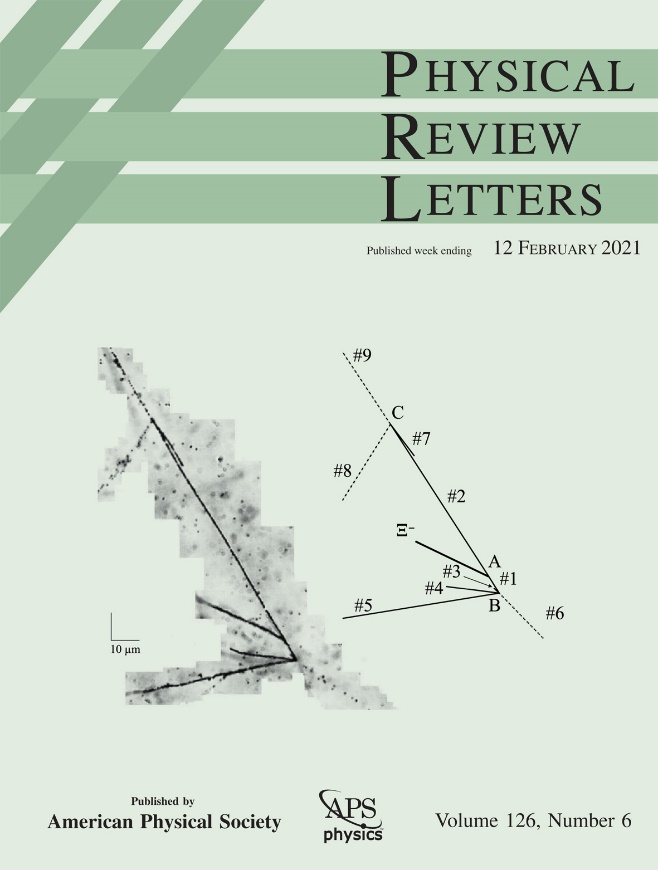 PHYSICAL
REVIEW
LETTERS
Published week ending 12 FEBRUARY 2021
#9
C
#7
#8
#2
Ξ−
A
#3
#1
#4
B
#5
#6
10 μm
Published by
American Physical Society
APS
physics
Volume 126, Number 6